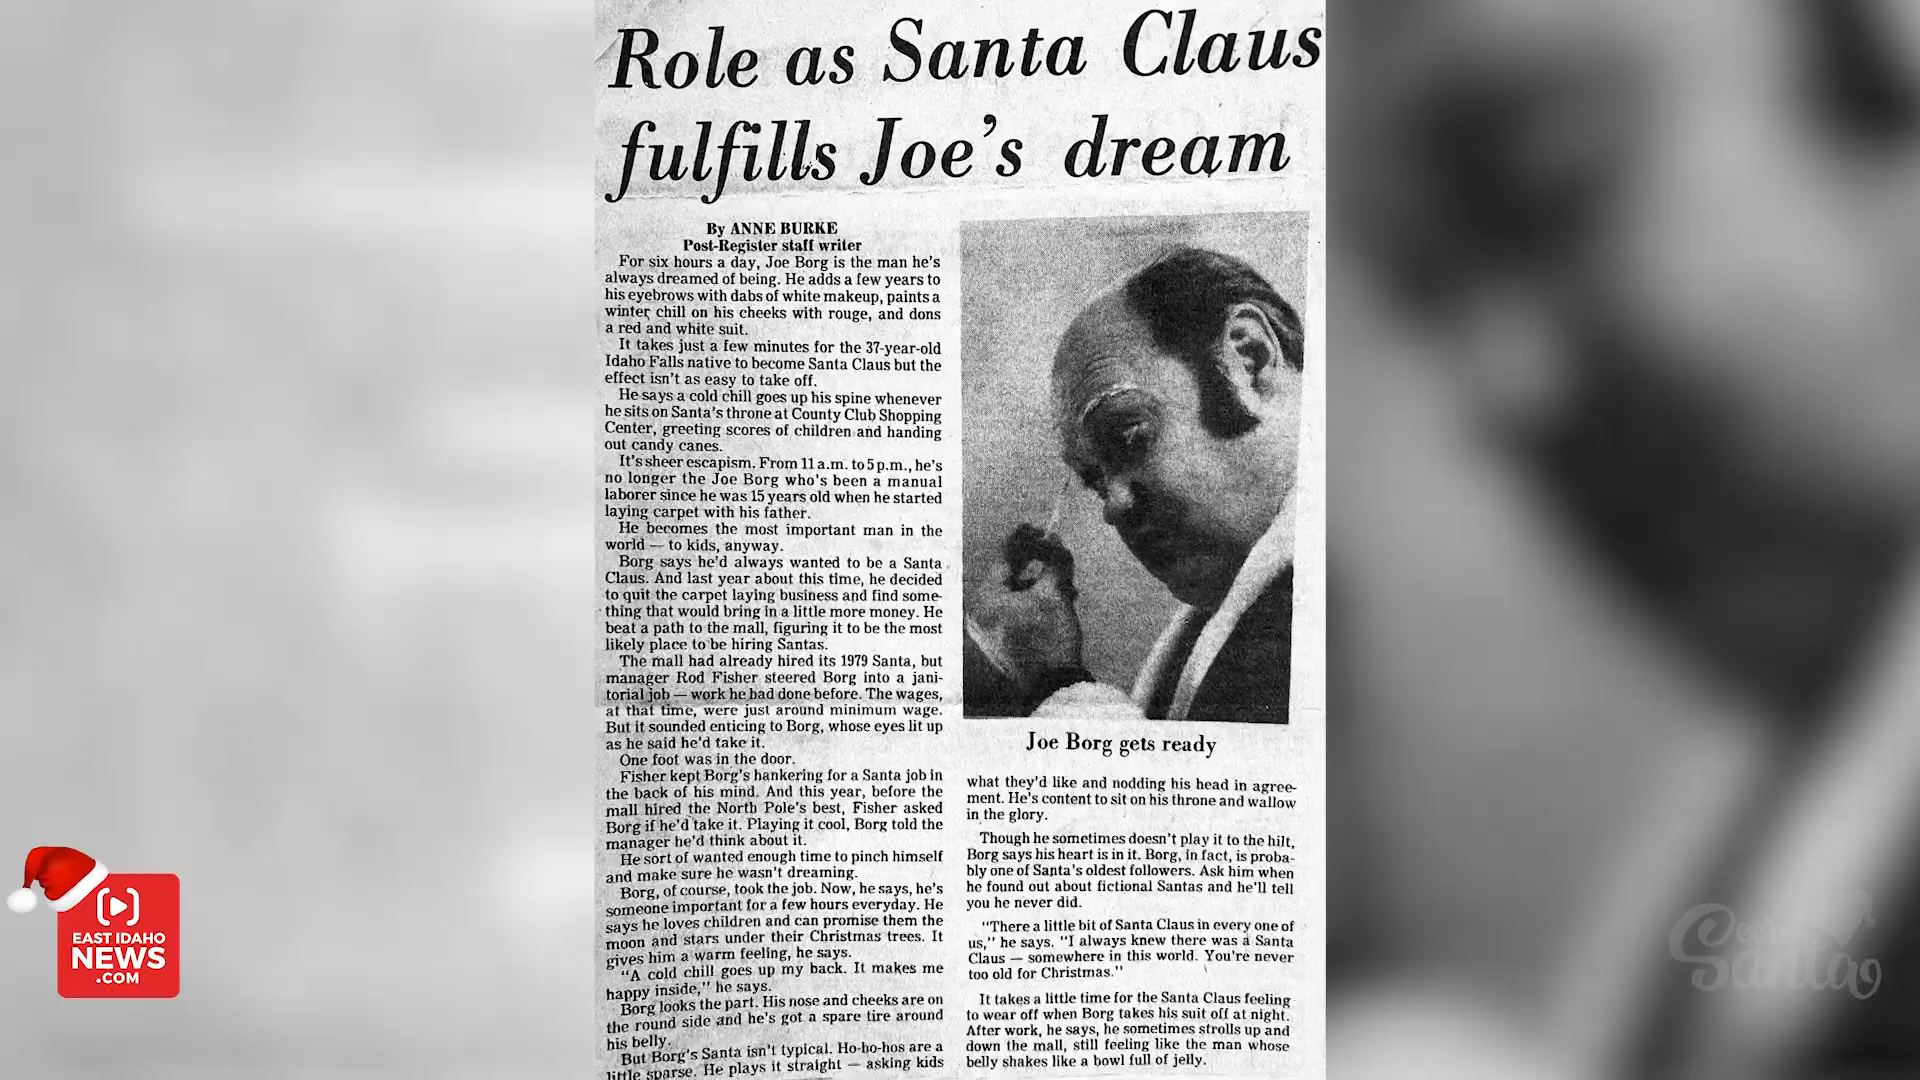 Role as Santa Claus
fulfills Joe's dream
By ANNE BURKE
Post-Register staff writer
For six hours a day, Joe Borg is the man he's
always dreamed of being. He adds a few years to
his eyebrows with dabs of white makeup, paints a
winter chill on his cheeks with rouge, and dons
a red and white suit.
It takes just a few minutes for the 37-year-old
Idaho Falls native to become Santa Claus but the
effect isn't as easy to take off.
He says a cold chill goes up his spine whenever
he sits on Santa's throne at County Club Shopping
Center, greeting scores of children and handing
out candy canes.
It's sheer escapism. From 11 a.m. to 5 p.m., he's
no longer the Joe Borg who's been a manual
laborer since he was 15 years old when he started
laying carpet with his father.
He becomes the most important man in the
world — to kids, anyway.
Borg says he'd always wanted to be a Santa
Claus. And last year about this time, he decided
to quit the carpet laying business and find some-
thing that would bring in a little more money. He
beat a path to the mall, figuring it to be the most
likely place to be hiring Santas.
The mall had already hired its 1979 Santa, but
manager Rod Fisher steered Borg into a jani-
torial job — work he had done before. The wages,
at that time, were just around minimum wage.
But it sounded enticing to Borg, whose eyes lit up
as he said he'd take it.
One foot was in the door.
Fisher kept Borg's hankering for a Santa job in
the back of his mind. And this year, before the
mall hired the North Pole's best, Fisher asked
Borg if he'd take it. Playing it cool, Borg told the
manager he'd think about it.
He sort of wanted enough time to pinch himself
and make sure he wasn't dreaming.
Borg, of course, took the job. Now, he says, he's
someone important for a few hours everyday. He
says he loves children and can promise them the
moon and stars under their Christmas trees. It
gives him a warm feeling, he says.
"A cold chill goes up my back. It makes me
happy inside," he says.
Borg looks the part. His nose and cheeks are on
the round side and he's got a spare tire around
his belly.
But Borg's Santa isn't typical. Ho-ho-hos are a
little sparse. He plays it straight — asking kids
Joe Borg gets ready
what they'd like and nodding his head in agree-
ment. He's content to sit on his throne and wallow
in the glory.
Though he sometimes doesn't play it to the hilt,
Borg says his heart is in it. Borg, in fact, is proba-
bly one of Santa's oldest followers. Ask him when
he found out about fictional Santas and he'll tell
you he never did.
"There a little bit of Santa Claus in every one of
us," he says. "I always knew there was a Santa
Claus — somewhere in this world. You're never
too old for Christmas."
It takes a little time for the Santa Claus feeling
to wear off when Borg takes his suit off at night.
After work, he says, he sometimes strolls up and
down the mall, still feeling like the man whose
belly shakes like a bowl full of jelly.
EAST IDAHO
NEWS
.COM
Santa